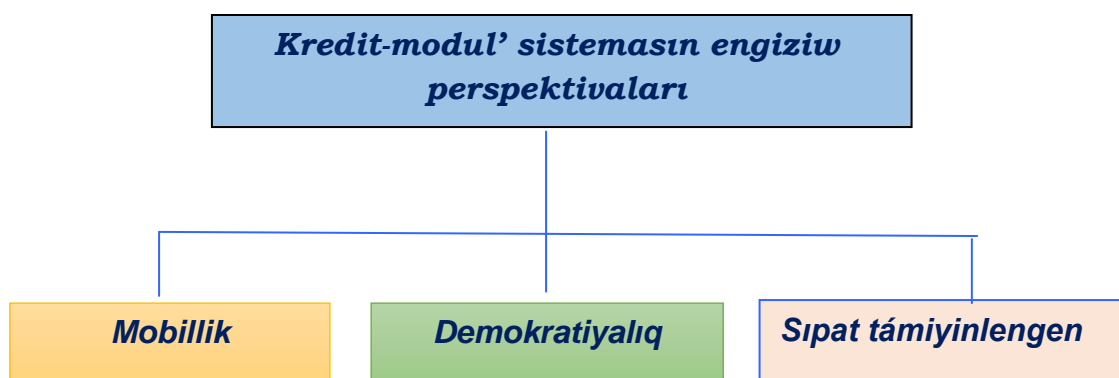 Kredit-modul’ sistemasın engiziw
perspektivaları
Mobillik
Demokratiyalıq
Sıpat támiyinlengen